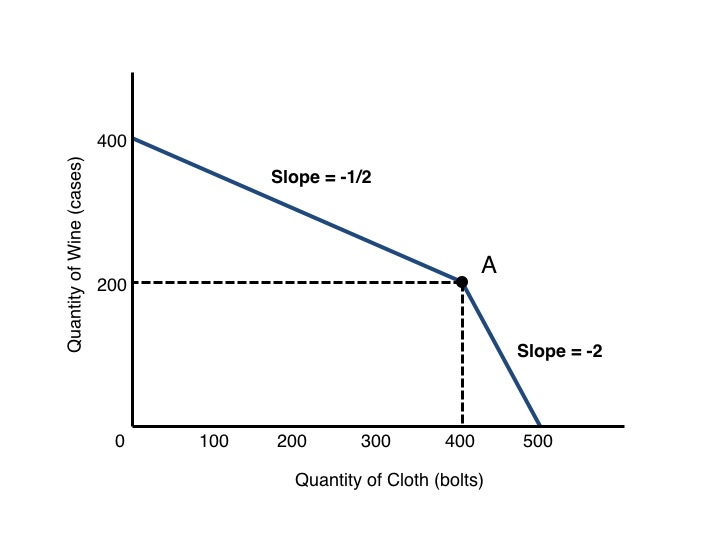 400
Slope = -1/2
Quantity of Wine (cases)
A
200
Slope = -2
0
100
200
300
400
500
Quantity of Cloth (bolts)